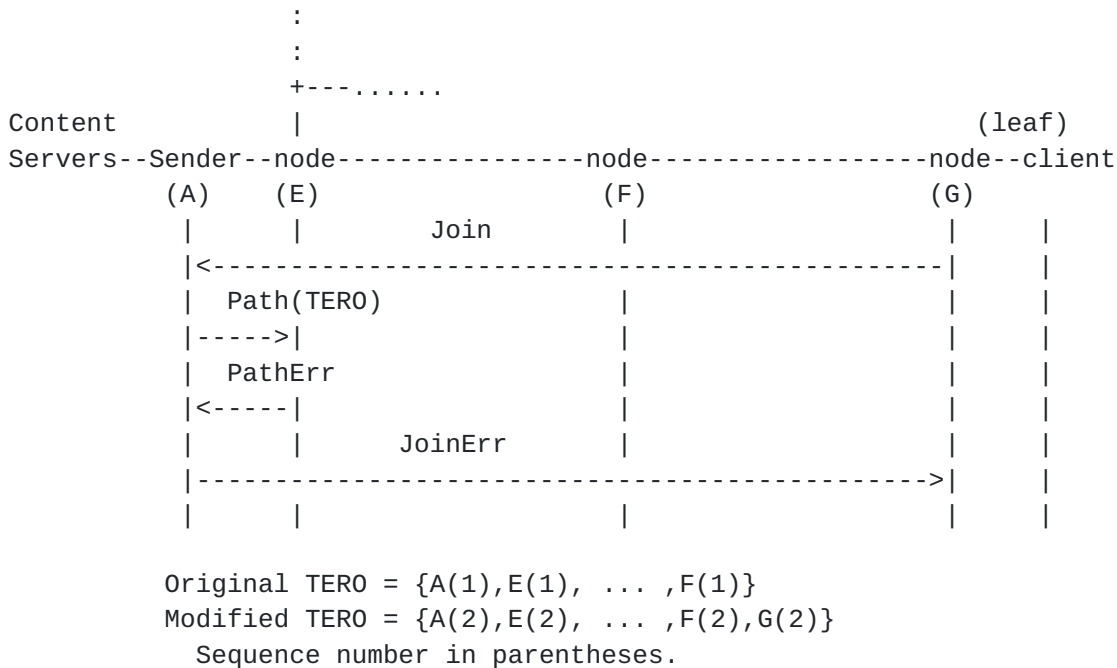 :
:
+---......
Content | (leaf)
Servers--Sender--node----------------node------------------node--client
(A) (E) (F) (G)
| | Join | | |
|<-----------------------------------------------| |
| Path(TERO) | | |
|----->| | | |
| PathErr | | |
|<-----| | | |
| | JoinErr | | |
|----------------------------------------------->| |
| | | | |
Original TERO = {A(1),E(1), ... ,F(1)}
Modified TERO = {A(2),E(2), ... ,F(2),G(2)}
Sequence number in parentheses.